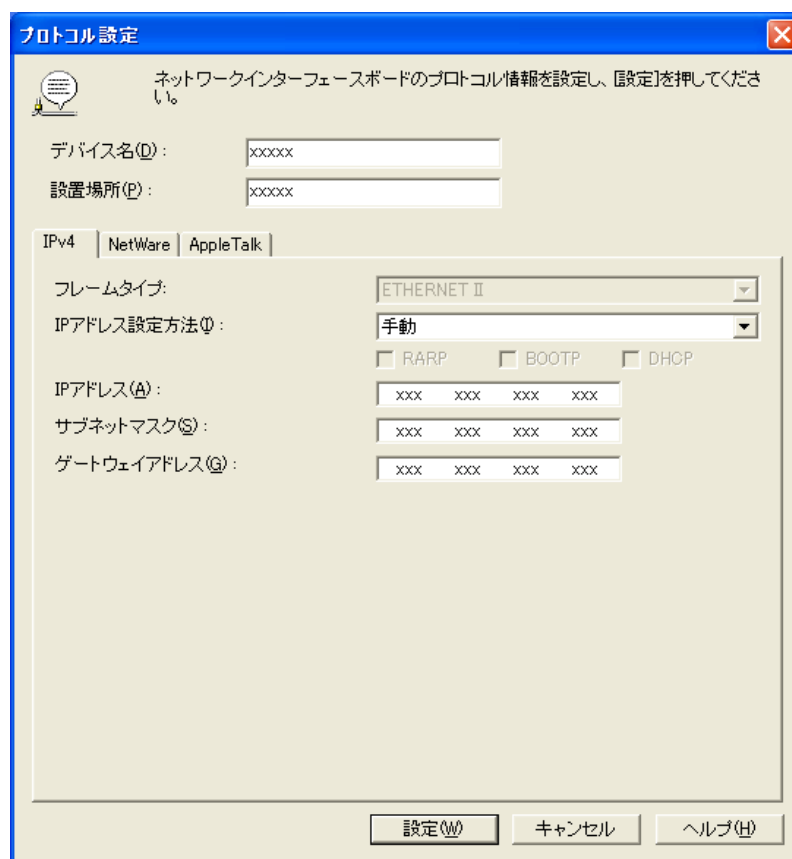 プロトコル設定
ネットワークインターフェースボードのプロトコル情報を設定し、[設定]を押してくださ
い。
デバイス名(D): xxxxx
設置場所(P): xxxxx
IPv4 NetWare AppleTalk
フレームタイプ: ETHERNET II
IPアドレス設定方法(I): 手動
RARP BOOTP DHCP
IPアドレス(A): xxx xxx xxx xxx
サブネットマスク(S): xxx xxx xxx xxx
ゲートウェイアドレス(G): xxx xxx xxx xxx
設定(W) キャンセル ヘルプ(H)